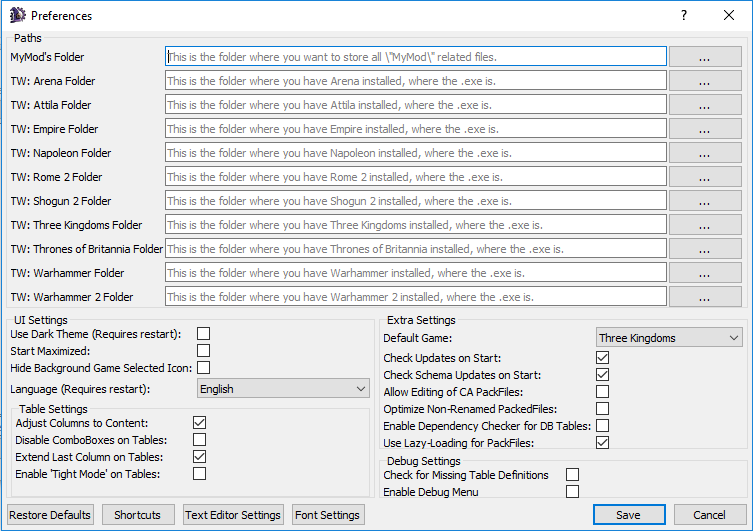 Preferences
?
Paths
MyMod's Folder This is the folder where you want to store all \"MyMod\" related files. ...
TW: Arena Folder This is the folder where you have Arena installed, where the .exe is. ...
TW: Attila Folder This is the folder where you have Attila installed, where the .exe is. ...
TW: Empire Folder This is the folder where you have Empire installed, where the .exe is. ...
TW: Napoleon Folder This is the folder where you have Napoleon installed, where the .exe is. ...
TW: Rome 2 Folder This is the folder where you have Rome 2 installed, where the .exe is. ...
TW: Shogun 2 Folder This is the folder where you have Shogun 2 installed, where the .exe is. ...
TW: Three Kingdoms Folder This is the folder where you have Three Kingdoms installed, where the .exe is. ...
TW: Thrones of Britannia Folder This is the folder where you have Thrones of Britannia installed, where the .exe is. ...
TW: Warhammer Folder This is the folder where you have Warhammer installed, where the .exe is. ...
TW: Warhammer 2 Folder This is the folder where you have Warhammer 2 installed, where the .exe is. ...
UI Settings
Use Dark Theme (Requires restart):
Start Maximized:
Hide Background Game Selected Icon:
Language (Requires restart): English
Table Settings
Adjust Columns to Content:
Disable ComboBoxes on Tables:
Extend Last Column on Tables:
Enable 'Tight Mode' on Tables:
Extra Settings
Default Game: Three Kingdoms
Check Updates on Start:
Check Schema Updates on Start:
Allow Editing of CA PackFiles:
Optimize Non-Renamed PackedFiles:
Enable Dependency Checker for DB Tables:
Use Lazy-Loading for PackFiles:
Debug Settings
Check for Missing Table Definitions
Enable Debug Menu
Restore Defaults Shortcuts Text Editor Settings Font Settings Save Cancel